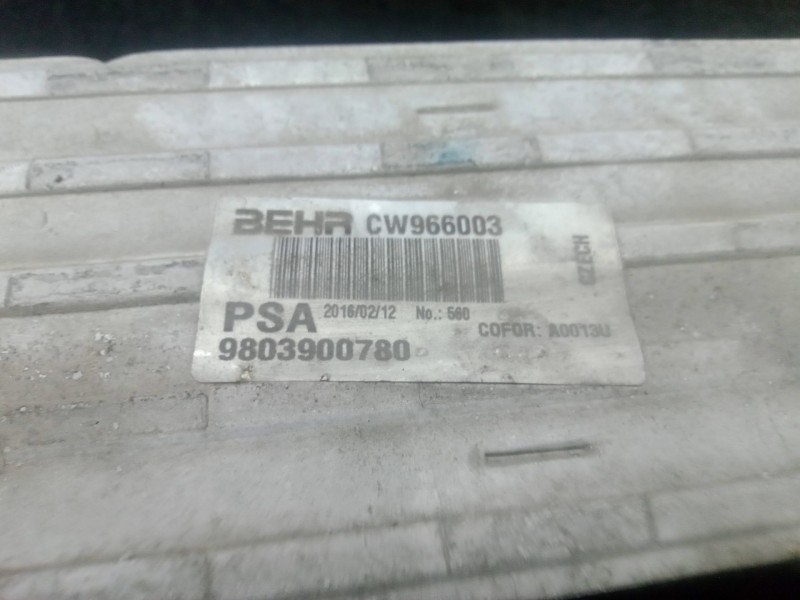 BEHR CW966003
CZECH
PSA 2016/02/12 No.: 560
COFOR: A0013U
9803900780